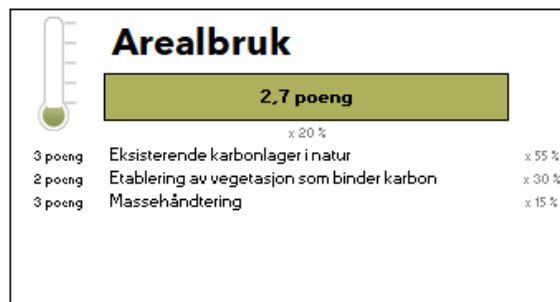 Arealbruk
2,7 poeng
x 20 %
3 poeng Eksisterende karbonlager i natur x 55 %
2 poeng Etablering av vegetasjon som binder karbon x 30 %
3 poeng Massehåndtering x 15 %